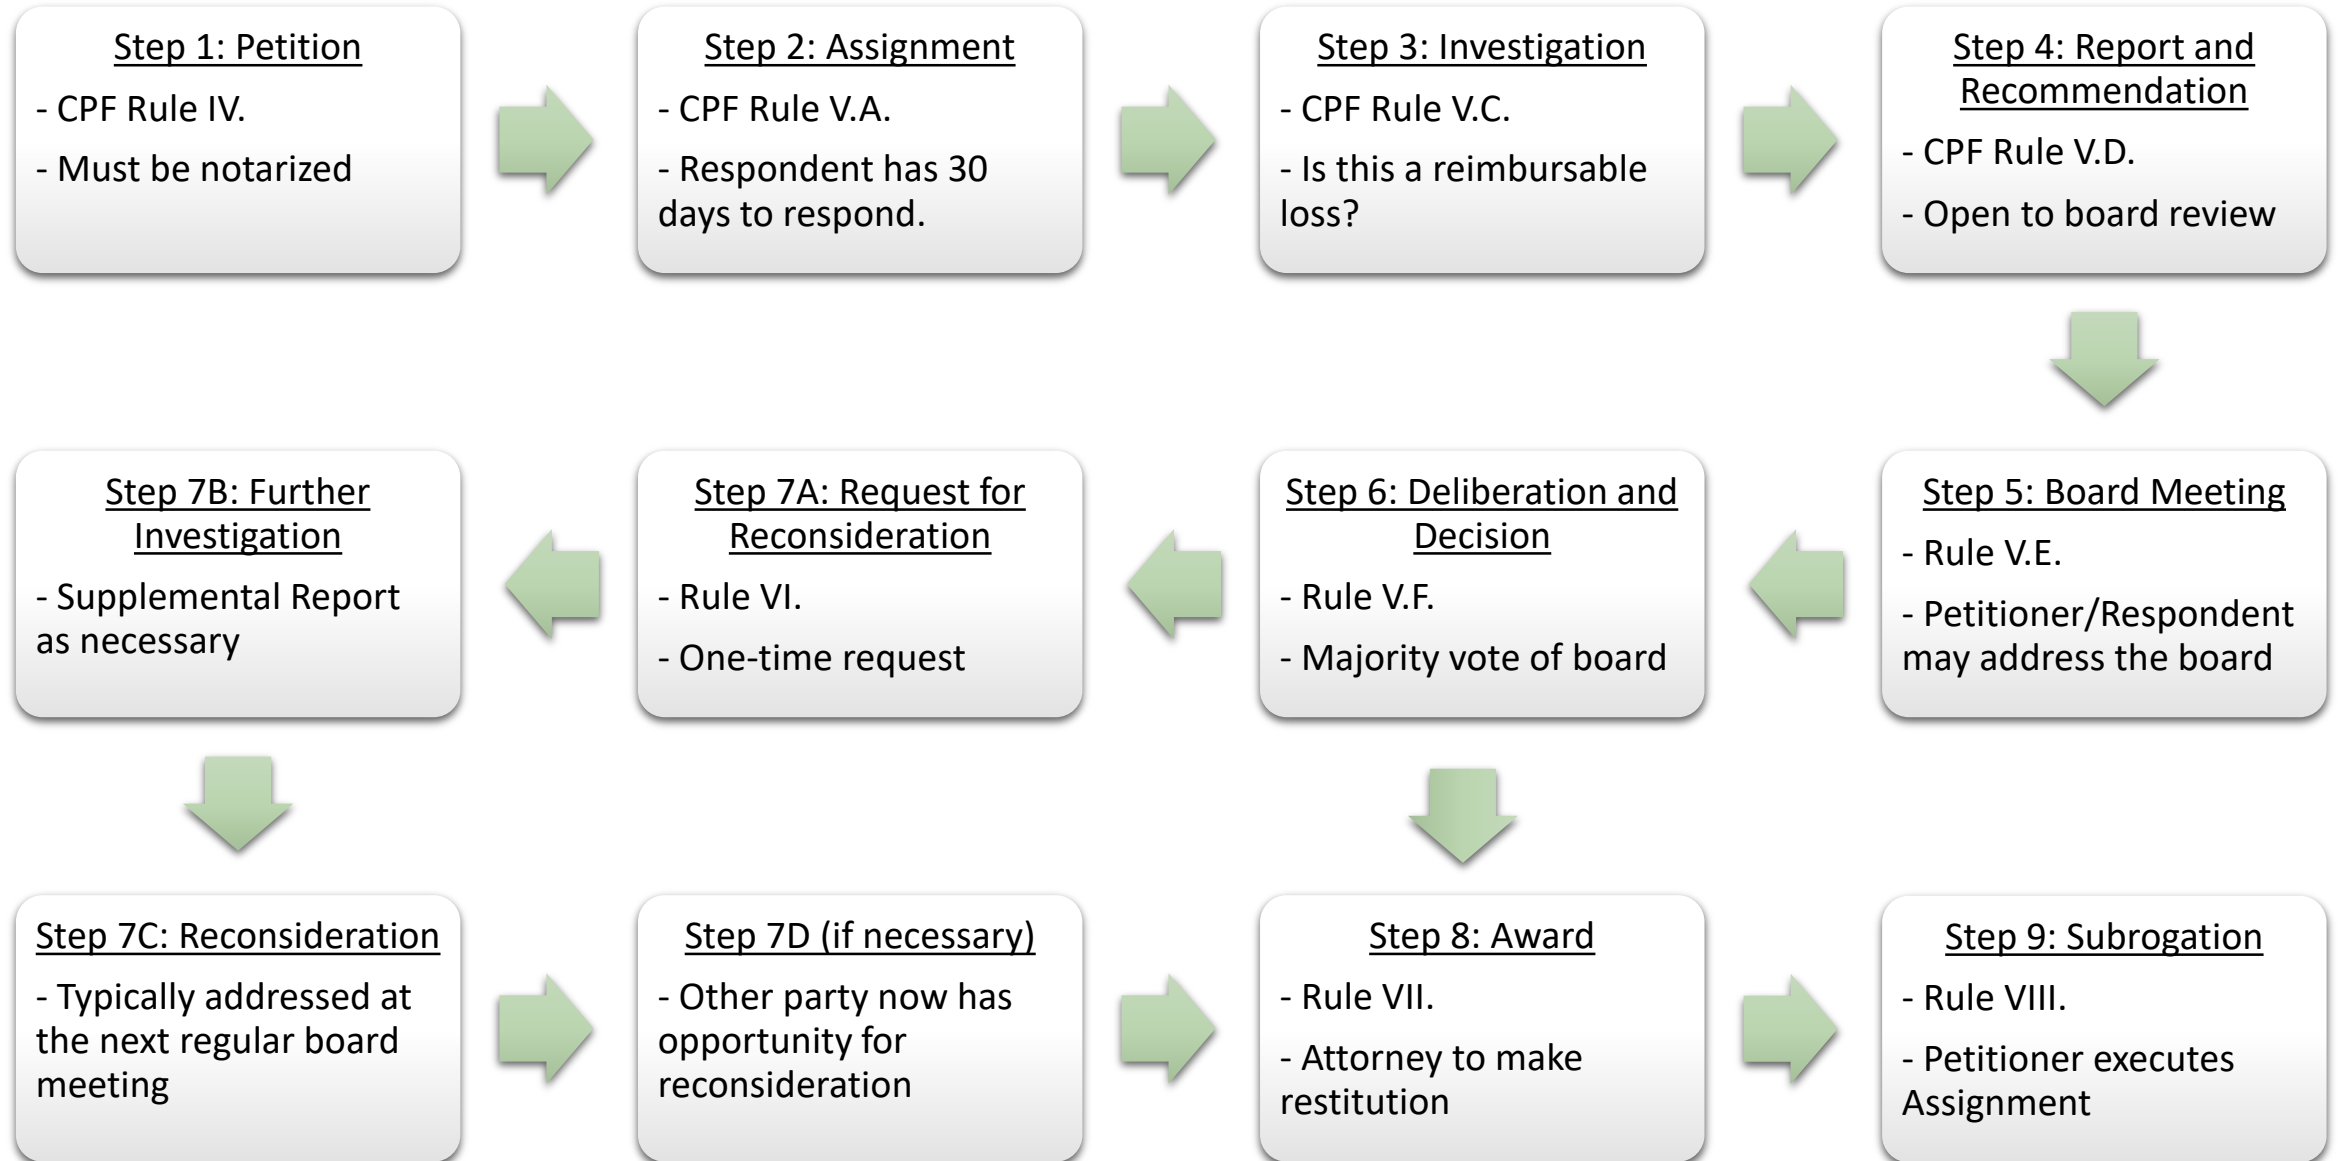 Step 1: Petition
- CPF Rule IV.
- Must be notarized
Step 2: Assignment
- CPF Rule V.A.
- Respondent has 30
days to respond.
Step 3: Investigation
- CPF Rule V.C.
- Is this a reimbursable
loss?
Step 4: Report and
Recommendation
- CPF Rule V.D.
- Open to board review
Step 5: Board Meeting
- Rule V.E.
- Petitioner/Respondent
may address the board
Step 6: Deliberation and
Decision
- Rule V.F.
- Majority vote of board
Step 7A: Request for
Reconsideration
- Rule VI.
- One-time request
Step 7B: Further
Investigation
- Supplemental Report
as necessary
Step 7C: Reconsideration
- Typically addressed at
the next regular board
meeting
Step 7D (if necessary)
- Other party now has
opportunity for
reconsideration
Step 8: Award
- Rule VII.
- Attorney to make
restitution
Step 9: Subrogation
- Rule VIII.
- Petitioner executes
Assignment